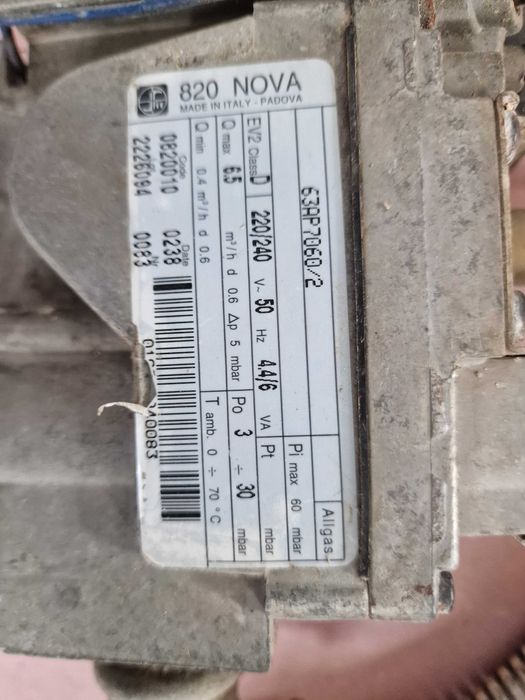 820 NOVA
MADE IN ITALY - PADOVA
Allgas
63AP7060/2 Pi max 60 mbar
EV2 Class D 220/240 V~ 50 Hz 4.4/6 VA Pt mbar
Q max 6.5 m³/h d 0.6 Δp 5 mbar Po 3 ÷ 30 mbar
Q min 0.4 m³/h d 0.6 T amb. 0 ÷ 70 °C
Code Date
0820010 0238
Nr
2226084 0083